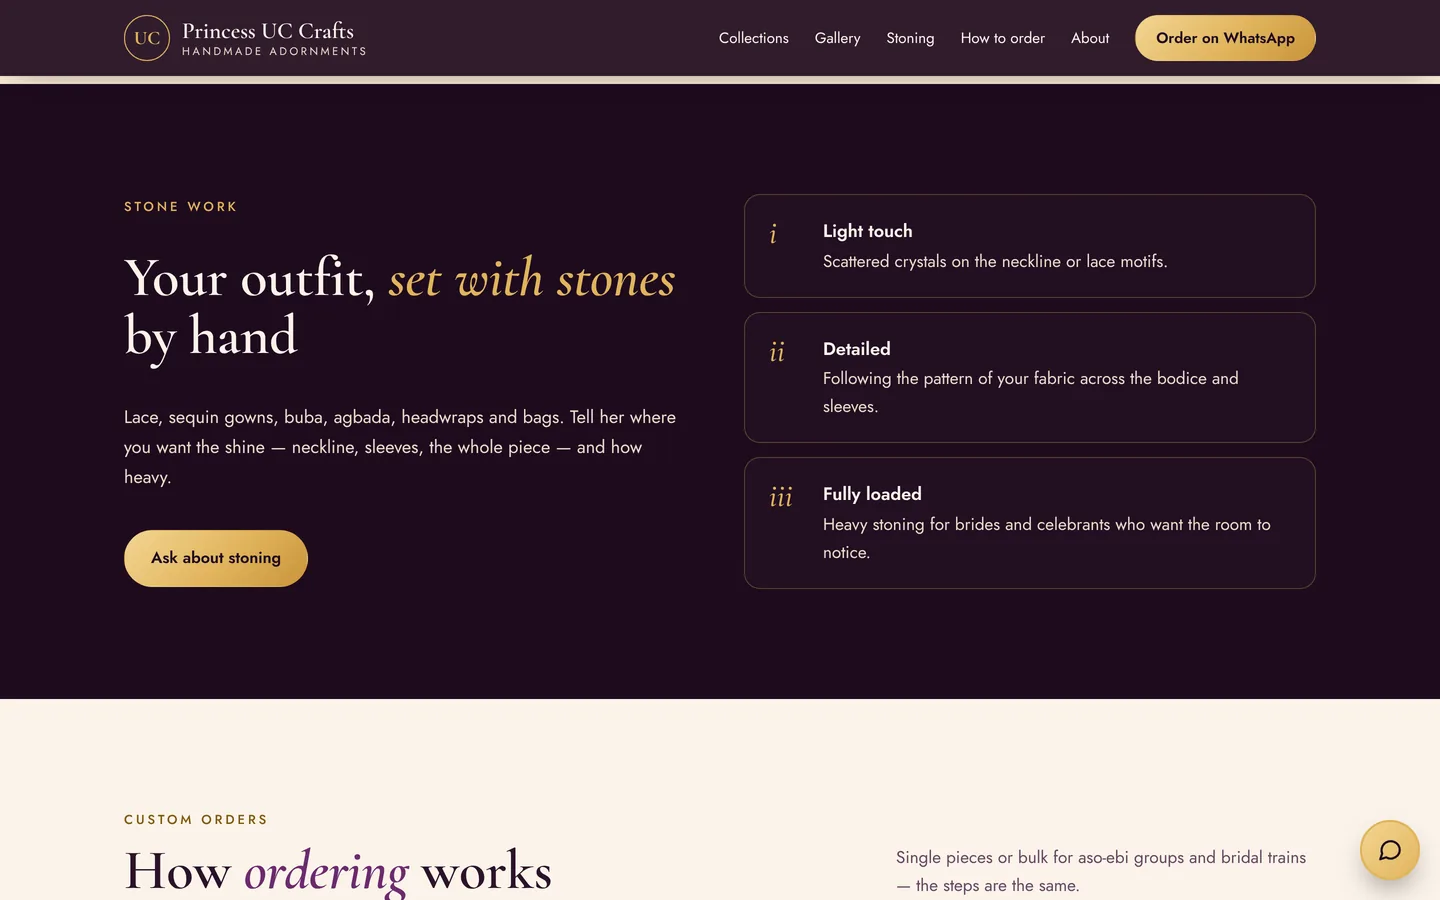 UC
Princess UC Crafts
HANDMADE ADORNMENTS
Collections
Gallery
Stoning
How to order
About
Order on WhatsApp
STONE WORK
Your outfit, set with stones
by hand
Lace, sequin gowns, buba, agbada, headwraps and bags. Tell her where
you want the shine — neckline, sleeves, the whole piece — and how
heavy.
Ask about stoning
i
Light touch
Scattered crystals on the neckline or lace motifs.
ii
Detailed
Following the pattern of your fabric across the bodice and
sleeves.
iii
Fully loaded
Heavy stoning for brides and celebrants who want the room to
notice.
CUSTOM ORDERS
How ordering works
Single pieces or bulk for aso-ebi groups and bridal trains
— the steps are the same.